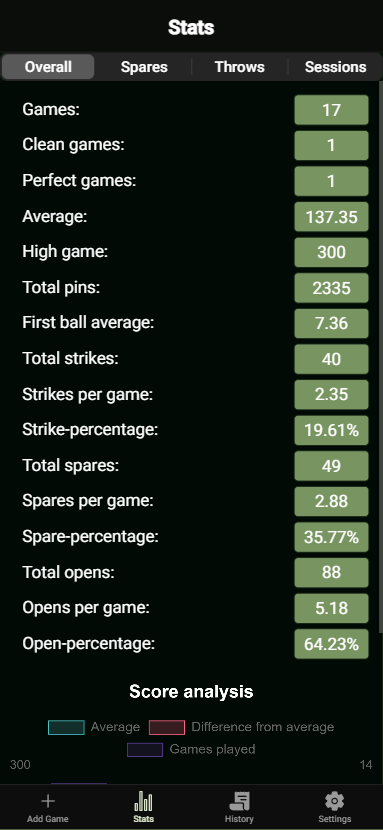 Stats
Overall Spares Throws Sessions
Games: 17
Clean games: 1
Perfect games: 1
Average: 137.35
High game: 300
Total pins: 2335
First ball average: 7.36
Total strikes: 40
Strikes per game: 2.35
Strike-percentage: 19.61%
Total spares: 49
Spares per game: 2.88
Spare-percentage: 35.77%
Total opens: 88
Opens per game: 5.18
Open-percentage: 64.23%
Score analysis
Average Difference from average
Games played
300 14
Add Game Stats History Settings